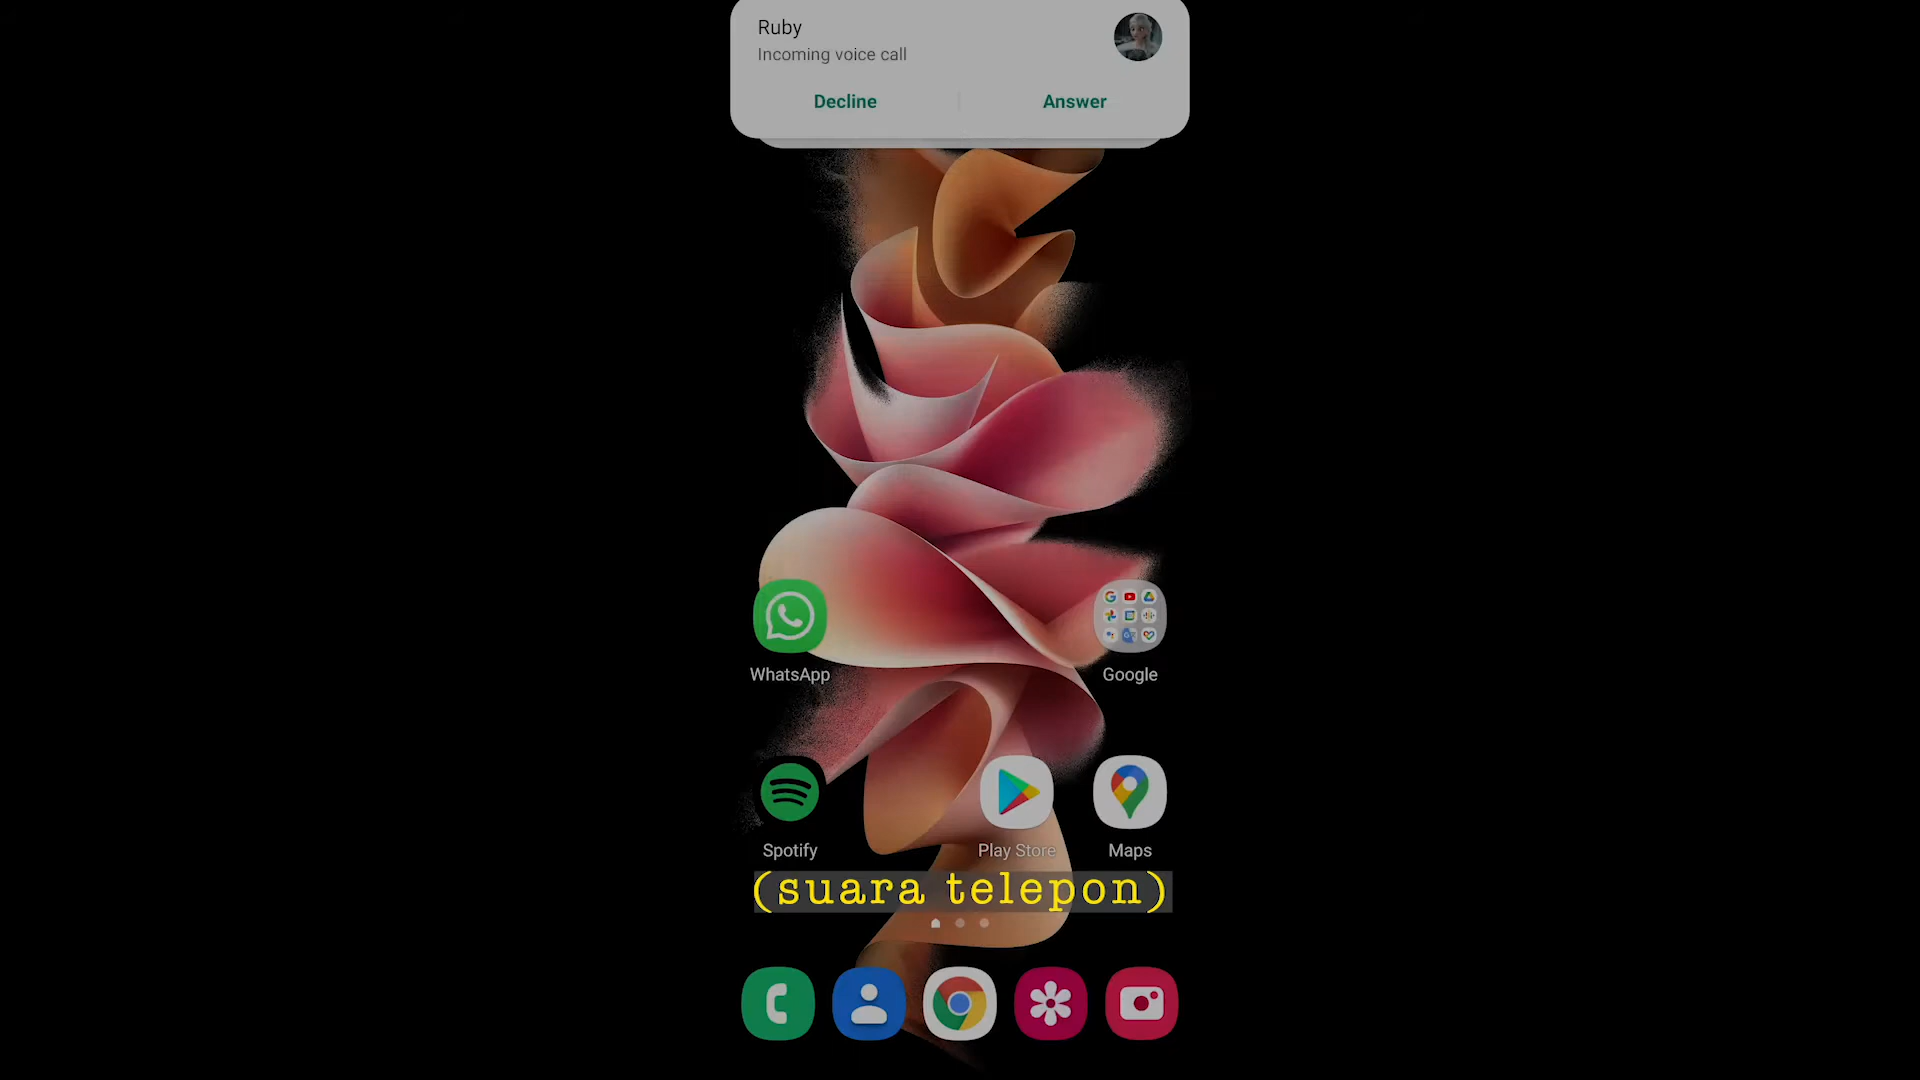 Ruby
Incoming voice call
Decline
Answer
WhatsApp
Google
Spotify
Play Store
Maps
(suara telepon)